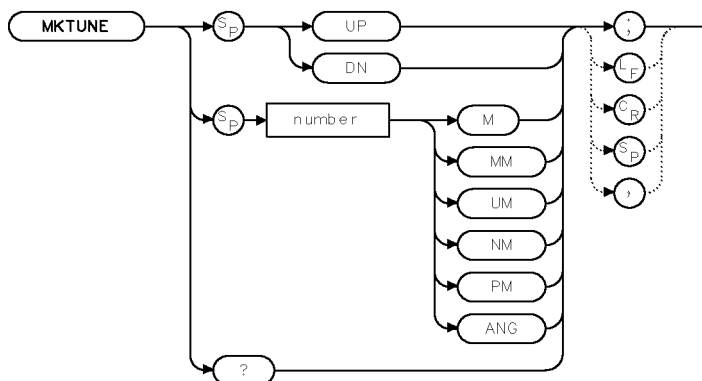 MKTUNE
SP
UP
DN
;
LF
CR
SP
,
SP
number
M
MM
UM
NM
PM
ANG
?